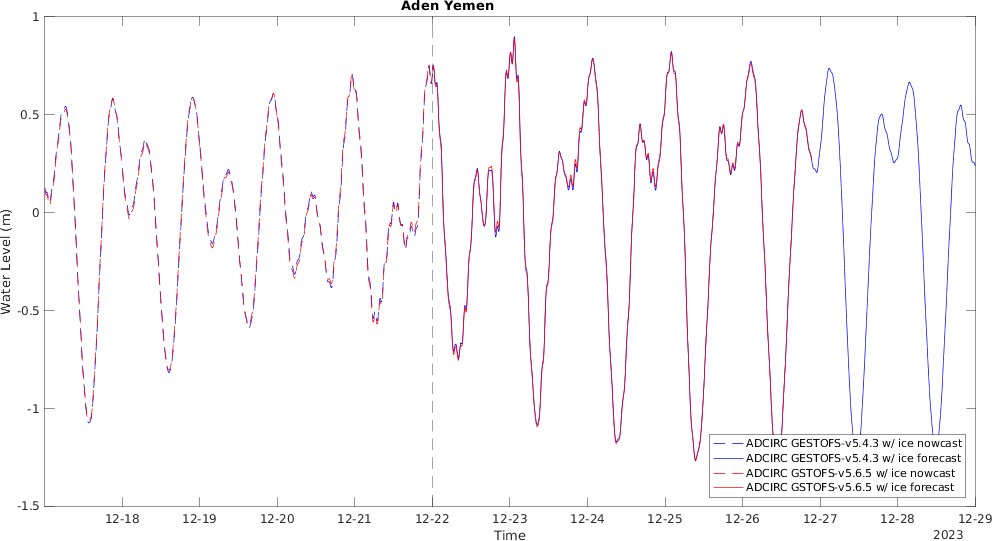 Aden Yemen
1
0.5
0
-0.5
-1
-1.5
Water Level (m)
ADCIRC GESTOFS-v5.4.3 w/ ice nowcast
ADCIRC GESTOFS-v5.4.3 w/ ice forecast
ADCIRC GSTOFS-v5.6.5 w/ ice nowcast
ADCIRC GSTOFS-v5.6.5 w/ ice forecast
12-18 12-19 12-20 12-21 12-22 12-23 12-24 12-25 12-26 12-27 12-28 12-29
Time
2023